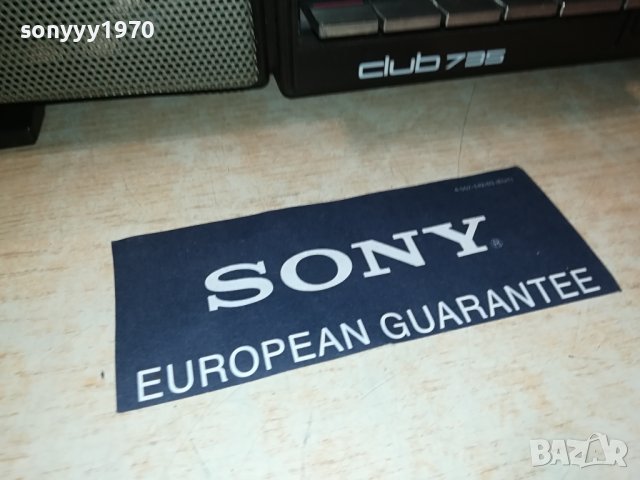 sonyyy1970
club 735
SONY®
EUROPEAN GUARANTEE
BAZAR